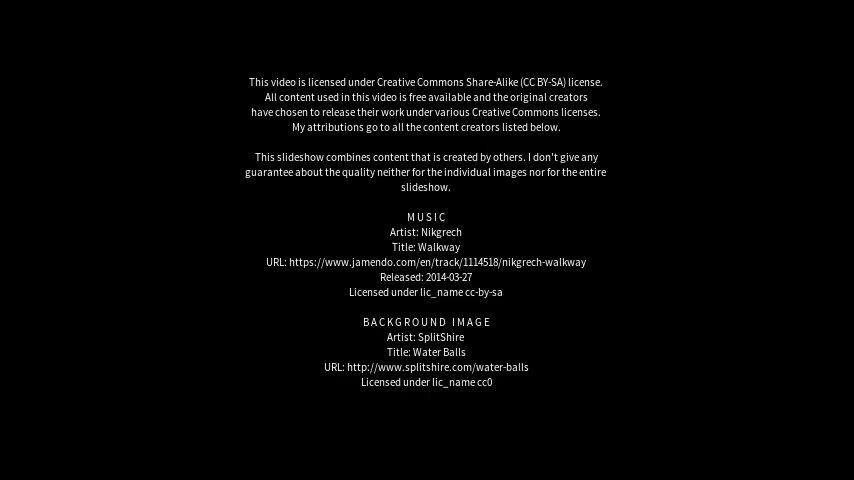 This video is licensed under Creative Commons Share-Alike (CC BY-SA) license.
All content used in this video is free available and the original creators
have chosen to release their work under various Creative Commons licenses.
My attributions go to all the content creators listed below.
This slideshow combines content that is created by others. I don't give any
guarantee about the quality neither for the individual images nor for the entire
slideshow.
MUSIC
Artist: Nikgrech
Title: Walkway
URL: https://www.jamendo.com/en/track/1114518/nikgrech-walkway
Released: 2014-03-27
Licensed under lic_name cc-by-sa
BACKGROUND IMAGE
Artist: SplitShire
Title: Water Balls
URL: http://www.splitshire.com/water-balls
Licensed under lic_name cc0